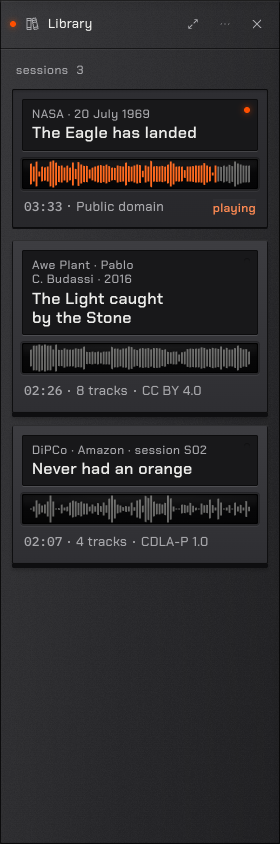 Library
sessions 3
NASA · 20 July 1969
The Eagle has landed
03:33 · Public domain
playing
Awe Plant · Pablo
C. Budassi · 2016
The Light caught
by the Stone
02:26 · 8 tracks · CC BY 4.0
DiPCo · Amazon · session S02
Never had an orange
02:07 · 4 tracks · CDLA-P 1.0